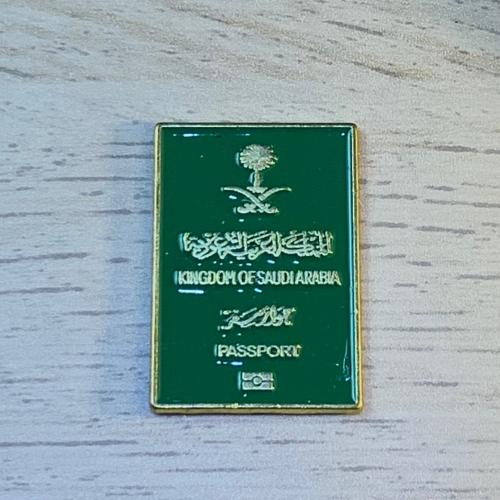 المملكة العربية السعودية
KINGDOM OF SAUDI ARABIA
جواز سفر
PASSPORT